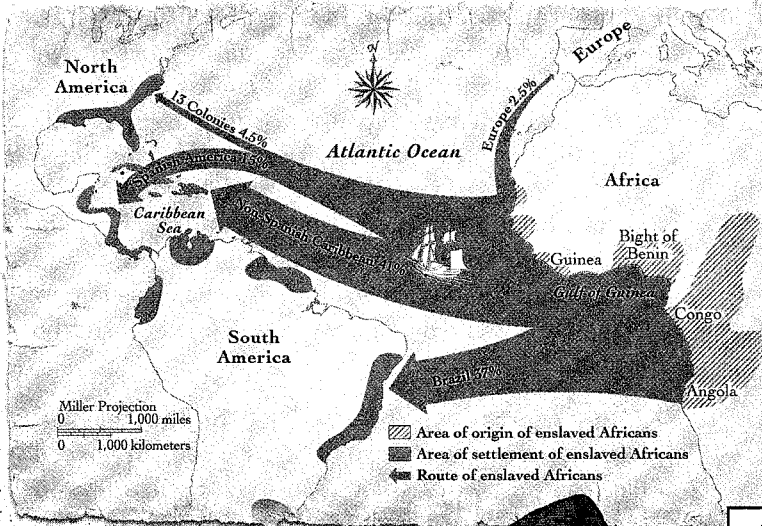 North
America
13 Colonies 4.5%
N
Europe
Europe 2.5%
Atlantic Ocean
Spanish America 15%
Africa
Caribbean
Sea
Non-Spanish Caribbean 41%
Guinea
Bight of
Benin
Gulf of Guinea
Congo
South
America
Brazil 37%
Angola
Miller Projection
0 1,000 miles
0 1,000 kilometers
Area of origin of enslaved Africans
Area of settlement of enslaved Africans
Route of enslaved Africans